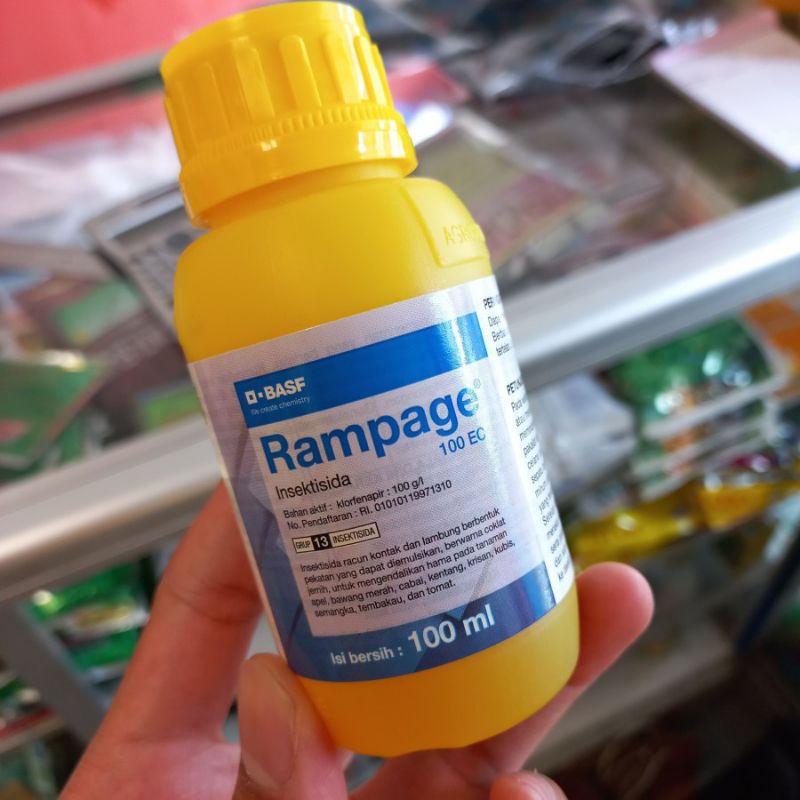 BASF
We create chemistry
Rampage®
100 EC
Insektisida
Bahan aktif : klorfenapir : 100 g/l
No. Pendaftaran : RI. 01010119971310
GRUP 13 INSEKTISIDA
Insektisida racun kontak dan lambung berbentuk
pekatan yang dapat diemulsikan, berwarna coklat
jernih, untuk mengendalikan hama pada tanaman
apel, bawang merah, cabai, kentang, krisan, kubis,
semangka, tembakau, dan tomat.
Isi bersih : 100 ml